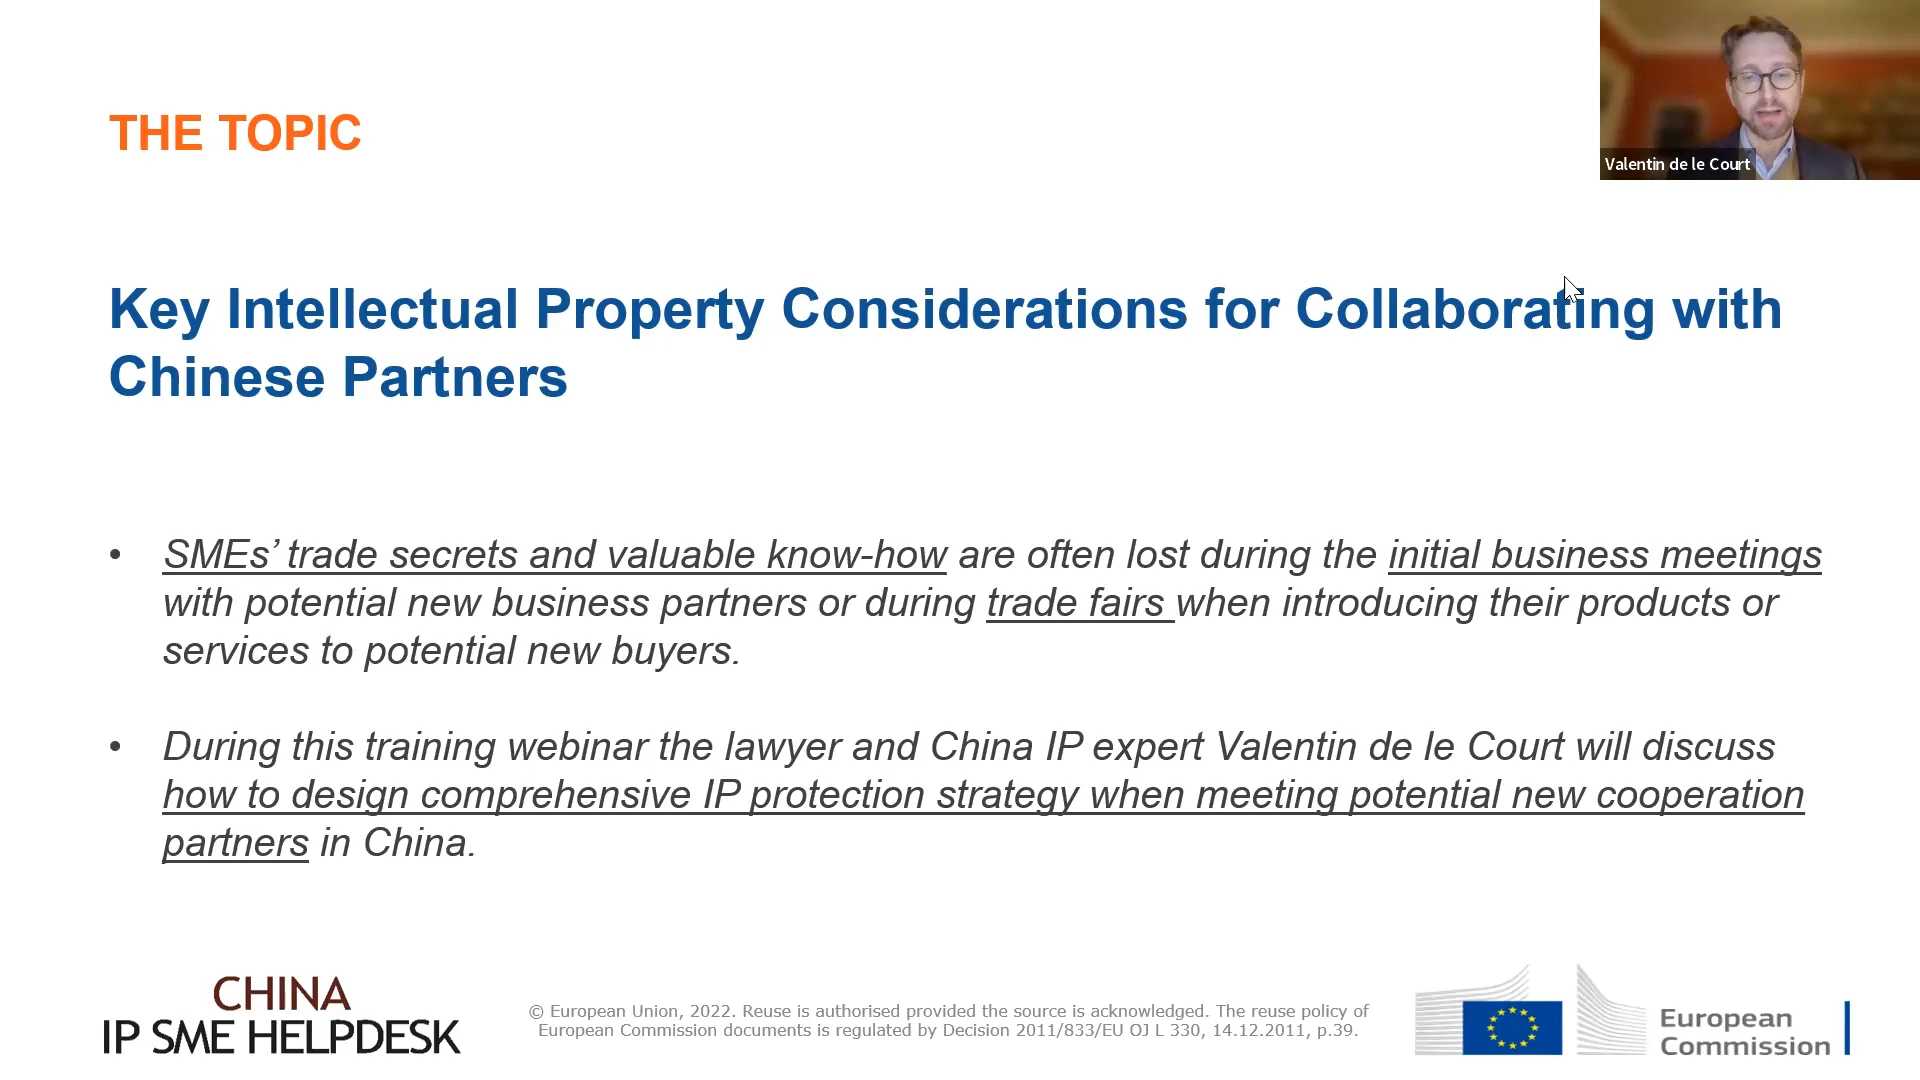 THE TOPIC
Valentin de le Court
Key Intellectual Property Considerations for Collaborating with
Chinese Partners
• SMEs’ trade secrets and valuable know-how are often lost during the initial business meetings
with potential new business partners or during trade fairs when introducing their products or
services to potential new buyers.
• During this training webinar the lawyer and China IP expert Valentin de le Court will discuss
how to design comprehensive IP protection strategy when meeting potential new cooperation
partners in China.
CHINA
IP SME HELPDESK
© European Union, 2022. Reuse is authorised provided the source is acknowledged. The reuse policy of
European Commission documents is regulated by Decision 2011/833/EU OJ L 330, 14.12.2011, p.39.
European
Commission